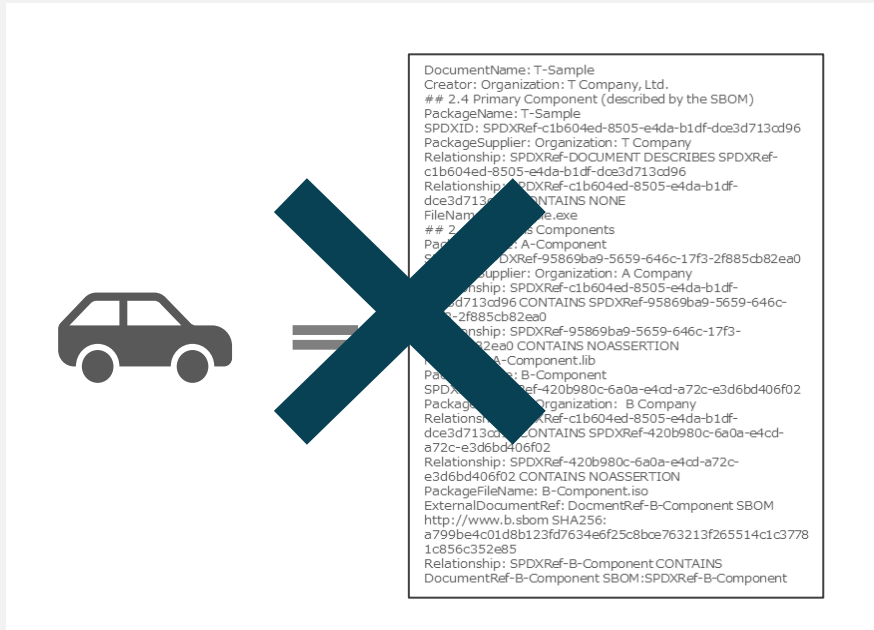 DocumentName: T-Sample
Creator: Organization: T Company, Ltd.
## 2.4 Primary Component (described by the SBOM)
PackageName: T-Sample
SPDXID: SPDXRef-c1b604ed-8505-e4da-b1df-dce3d713cd96
PackageSupplier: Organization: T Company
Relationship: SPDXRef-DOCUMENT DESCRIBES SPDXRef-
c1b604ed-8505-e4da-b1df-dce3d713cd96
Relationship: SPDXRef-c1b604ed-8505-e4da-b1df-
CONTAINS NONE
## Components
A-Component
DXRef-95869ba9-5659-646c-17f3-2f885cb82ea0
Organization: A Company
SPDXRef-c1b604ed-8505-e4da-b1df-
CONTAINS SPDXRef-95869ba9-5659-646c-
SPDXRef-95869ba9-5659-646c-17f3-
CONTAINS NOASSERTION
A-Component.lib
B-Component
ef-420b980c-6a0a-e4cd-a72c-e3d6bd406f02
Organization: B Company
SPDXRef-c1b604ed-8505-e4da-b1df-
CONTAINS SPDXRef-420b980c-6a0a-e4cd-
a72c-e3d6bd406f02
Relationship: SPDXRef-420b980c-6a0a-e4cd-a72c-
e3d6bd406f02 CONTAINS NOASSERTION
PackageFileName: B-Component.iso
ExternalDocumentRef: DocmentRef-B-Component SBOM
http://www.b.sbom SHA256:
a799be4c01d8b123fd7634e6f25c8bce763213f265514c1c3778
1c856c352e85
Relationship: SPDXRef-B-Component CONTAINS
DocumentRef-B-Component SBOM:SPDXRef-B-Component